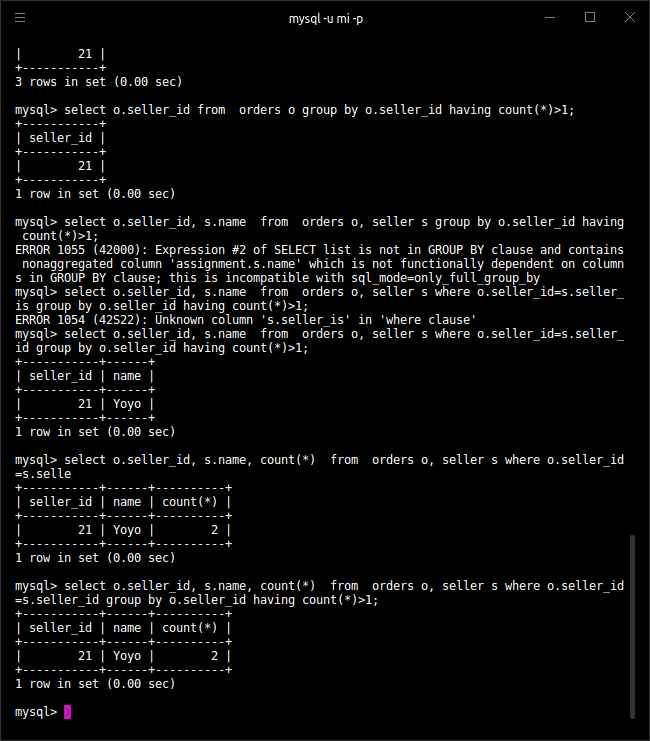 mysql -u mi -p
|        21 |
+-----------+
3 rows in set (0.00 sec)
mysql> select o.seller_id from  orders o group by o.seller_id having count(*)>1;
+-----------+
| seller_id |
+-----------+
|        21 |
+-----------+
1 row in set (0.00 sec)
mysql> select o.seller_id, s.name  from  orders o, seller s group by o.seller_id having
 count(*)>1;
ERROR 1055 (42000): Expression #2 of SELECT list is not in GROUP BY clause and contains
 nonaggregated column 'assignment.s.name' which is not functionally dependent on column
s in GROUP BY clause; this is incompatible with sql_mode=only_full_group_by
mysql> select o.seller_id, s.name  from  orders o, seller s where o.seller_id=s.seller_
is group by o.seller_id having count(*)>1;
ERROR 1054 (42S22): Unknown column 's.seller_is' in 'where clause'
mysql> select o.seller_id, s.name  from  orders o, seller s where o.seller_id=s.seller_
id group by o.seller_id having count(*)>1;
+-----------+------+
| seller_id | name |
+-----------+------+
|        21 | Yoyo |
+-----------+------+
1 row in set (0.00 sec)
mysql> select o.seller_id, s.name, count(*)  from  orders o, seller s where o.seller_id
=s.selle
+-----------+------+----------+
| seller_id | name | count(*) |
+-----------+------+----------+
|        21 | Yoyo |        2 |
+-----------+------+----------+
1 row in set (0.00 sec)
mysql> select o.seller_id, s.name, count(*)  from  orders o, seller s where o.seller_id
=s.seller_id group by o.seller_id having count(*)>1;
+-----------+------+----------+
| seller_id | name | count(*) |
+-----------+------+----------+
|        21 | Yoyo |        2 |
+-----------+------+----------+
1 row in set (0.00 sec)
mysql>